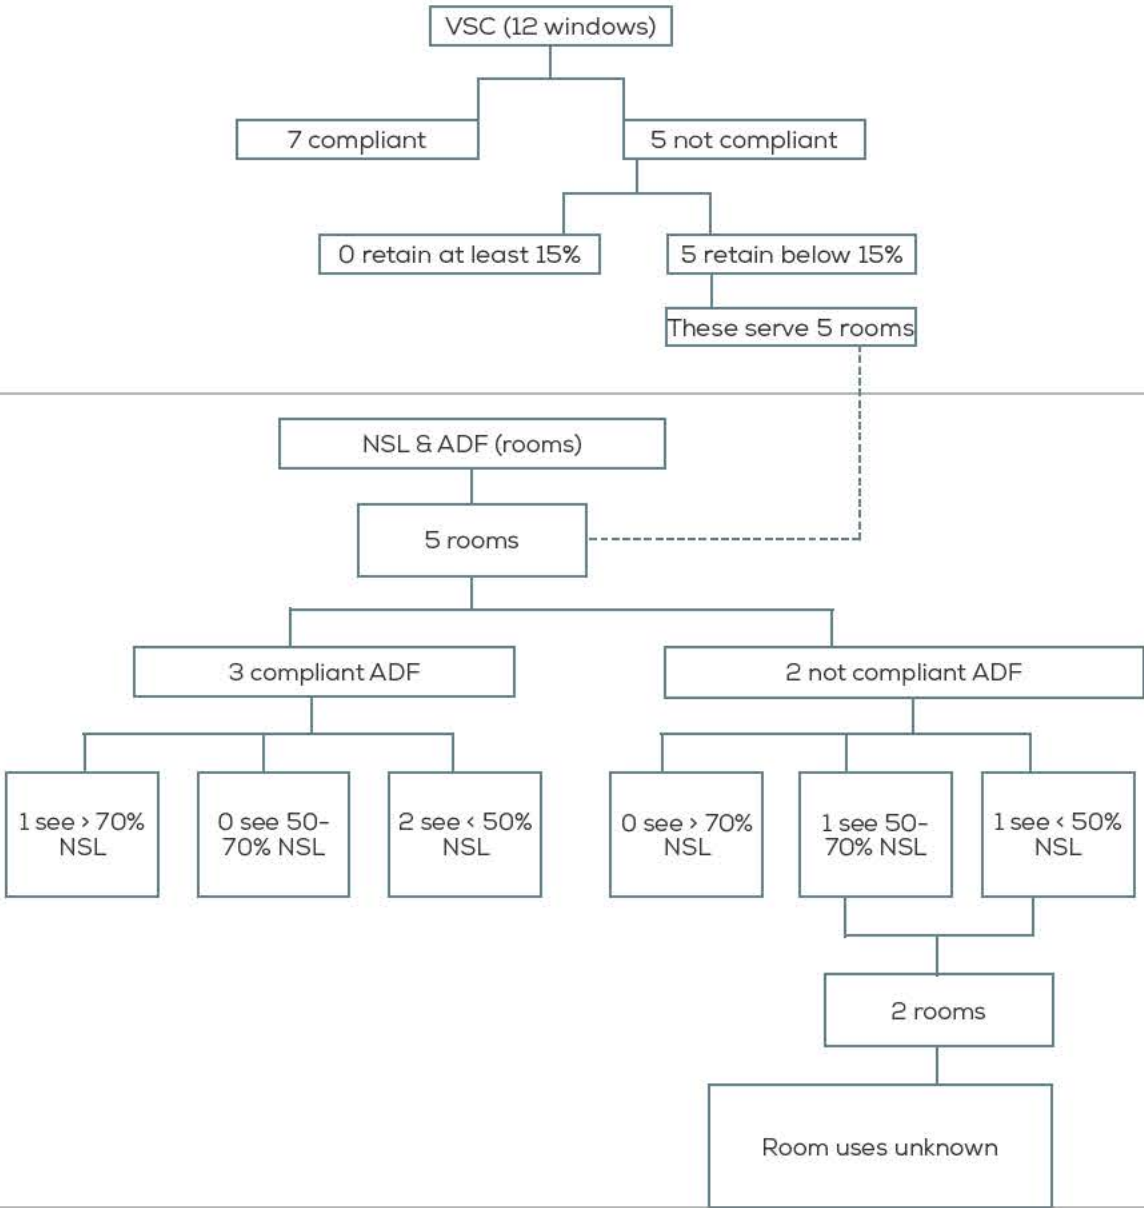 VSC (12 windows)
7 compliant
5 not compliant
0 retain at least 15%
5 retain below 15%
These serve 5 rooms
NSL & ADF (rooms)
5 rooms
3 compliant ADF
2 not compliant ADF
1 see > 70%
NSL
0 see 50-
70% NSL
2 see < 50%
NSL
0 see > 70%
NSL
1 see 50-
70% NSL
1 see < 50%
NSL
2 rooms
Room uses unknown